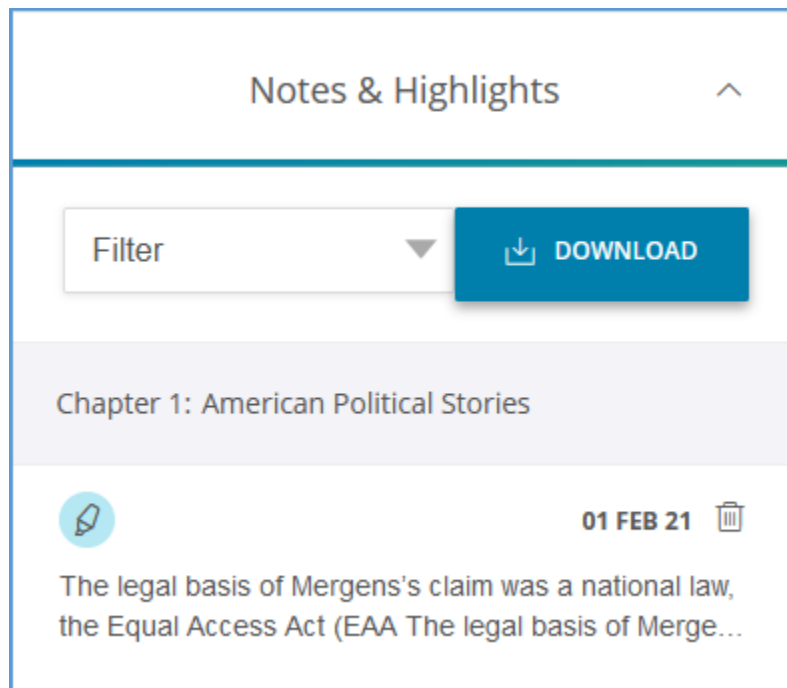 Notes & Highlights
Filter
DOWNLOAD
Chapter 1: American Political Stories
01 FEB 21
The legal basis of Mergens’s claim was a national law,
the Equal Access Act (EAA The legal basis of Merge...